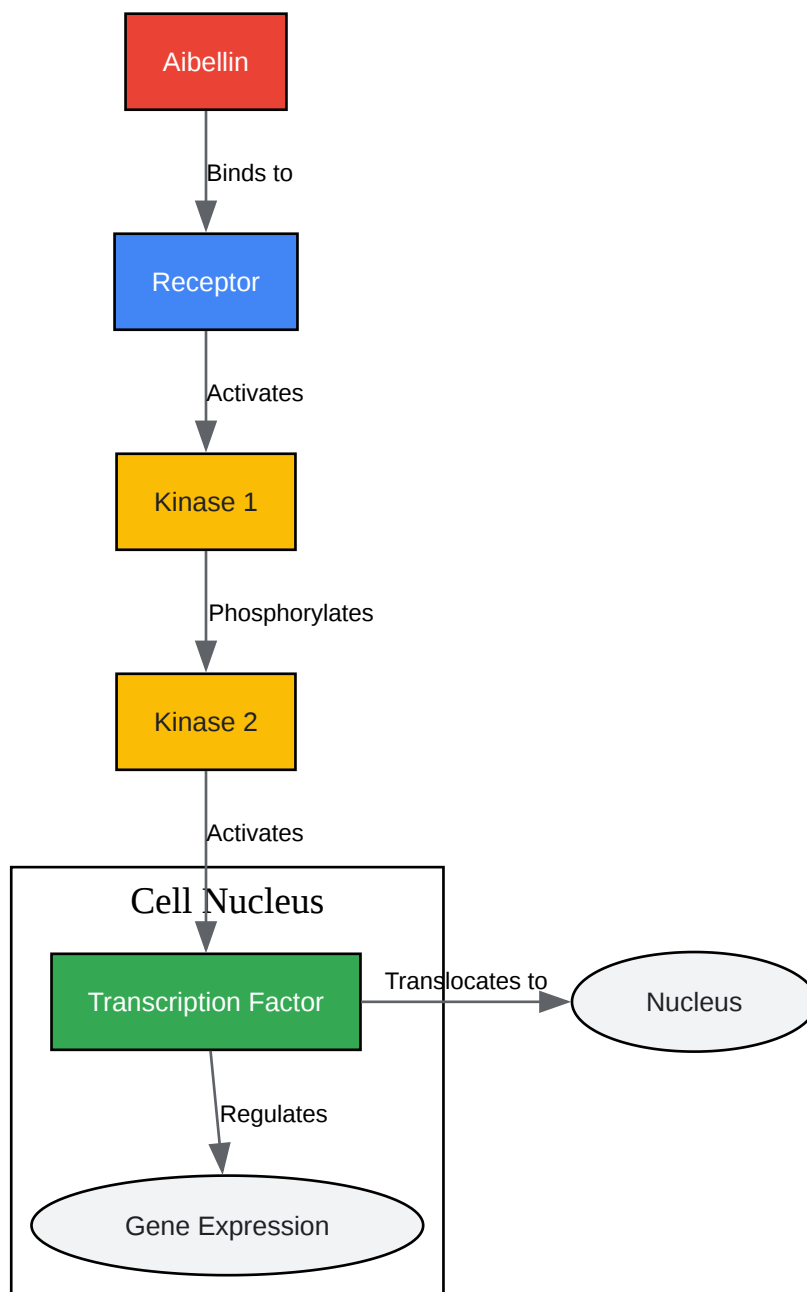 Aibellin
Binds to
Receptor
Activates
Kinase 1
Phosphorylates
Kinase 2
Activates
Cell Nucleus
Transcription Factor
Translocates to
Nucleus
Regulates
Gene Expression